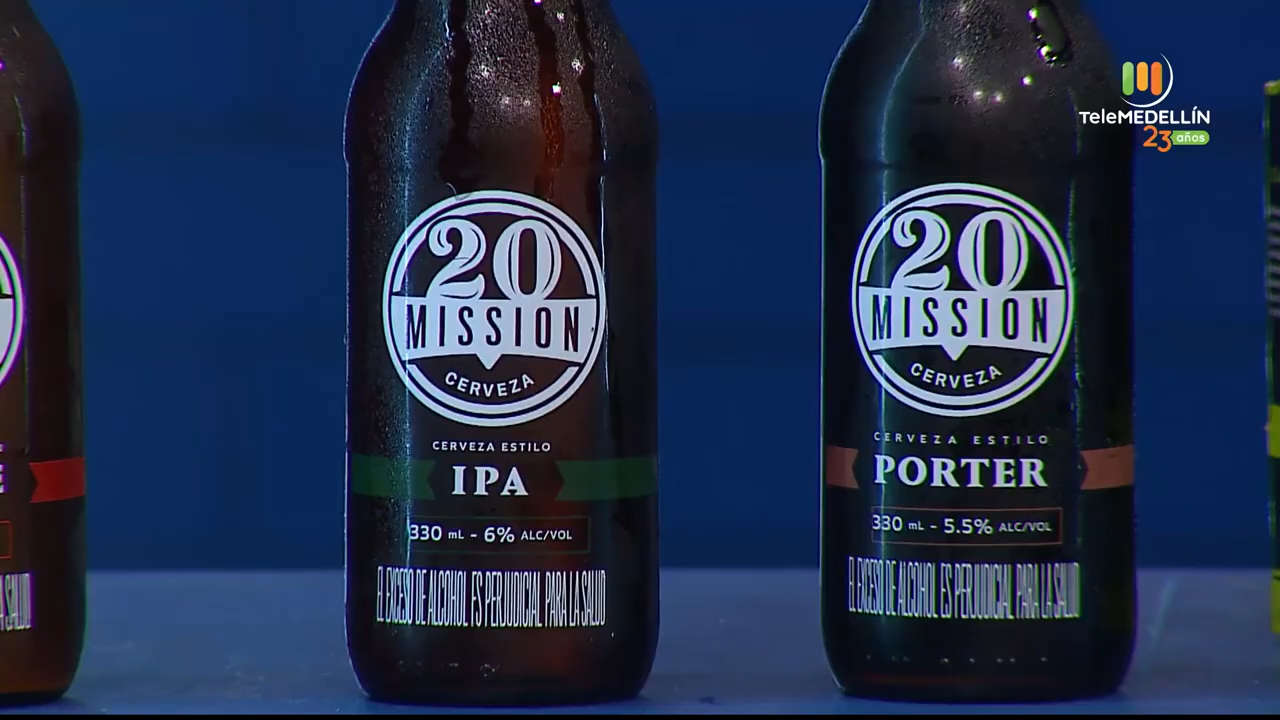 TeleMEDELLÍN
23 años
20
MISSION
CERVEZA
CERVEZA ESTILO
IPA
330 mL - 6% ALC/VOL
EL EXCESO DE ALCOHOL ES PERJUDICIAL PARA LA SALUD
20
MISSION
CERVEZA
CERVEZA ESTILO
PORTER
330 mL - 5.5% ALC/VOL
EL EXCESO DE ALCOHOL ES PERJUDICIAL PARA LA SALUD
A SALUD